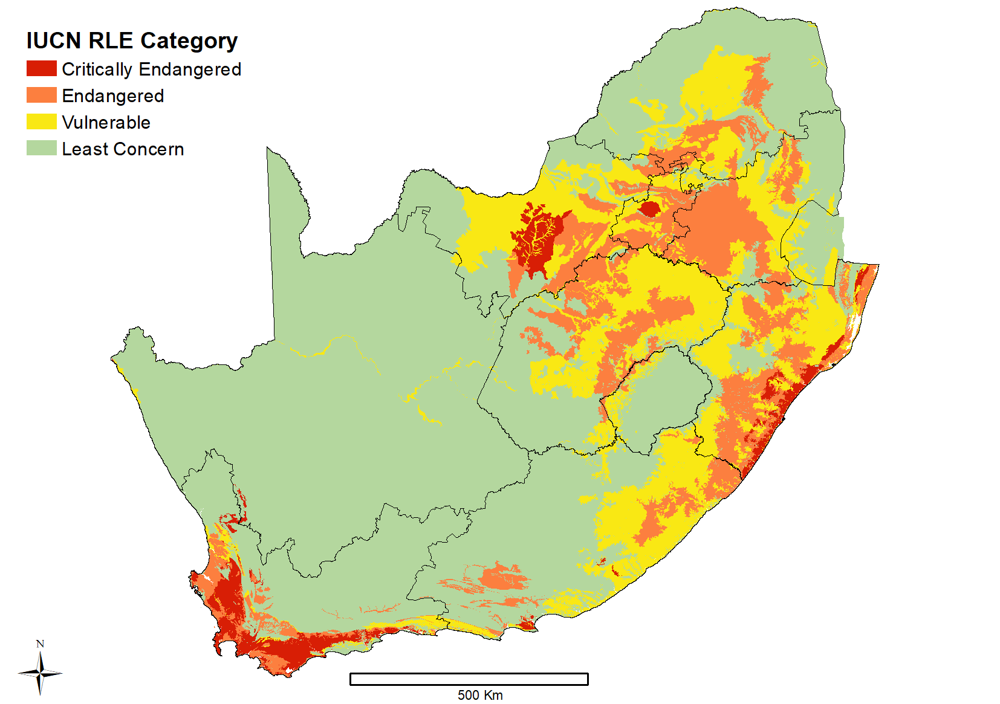 IUCN RLE Category
Critically Endangered
Endangered
Vulnerable
Least Concern
N
500 Km